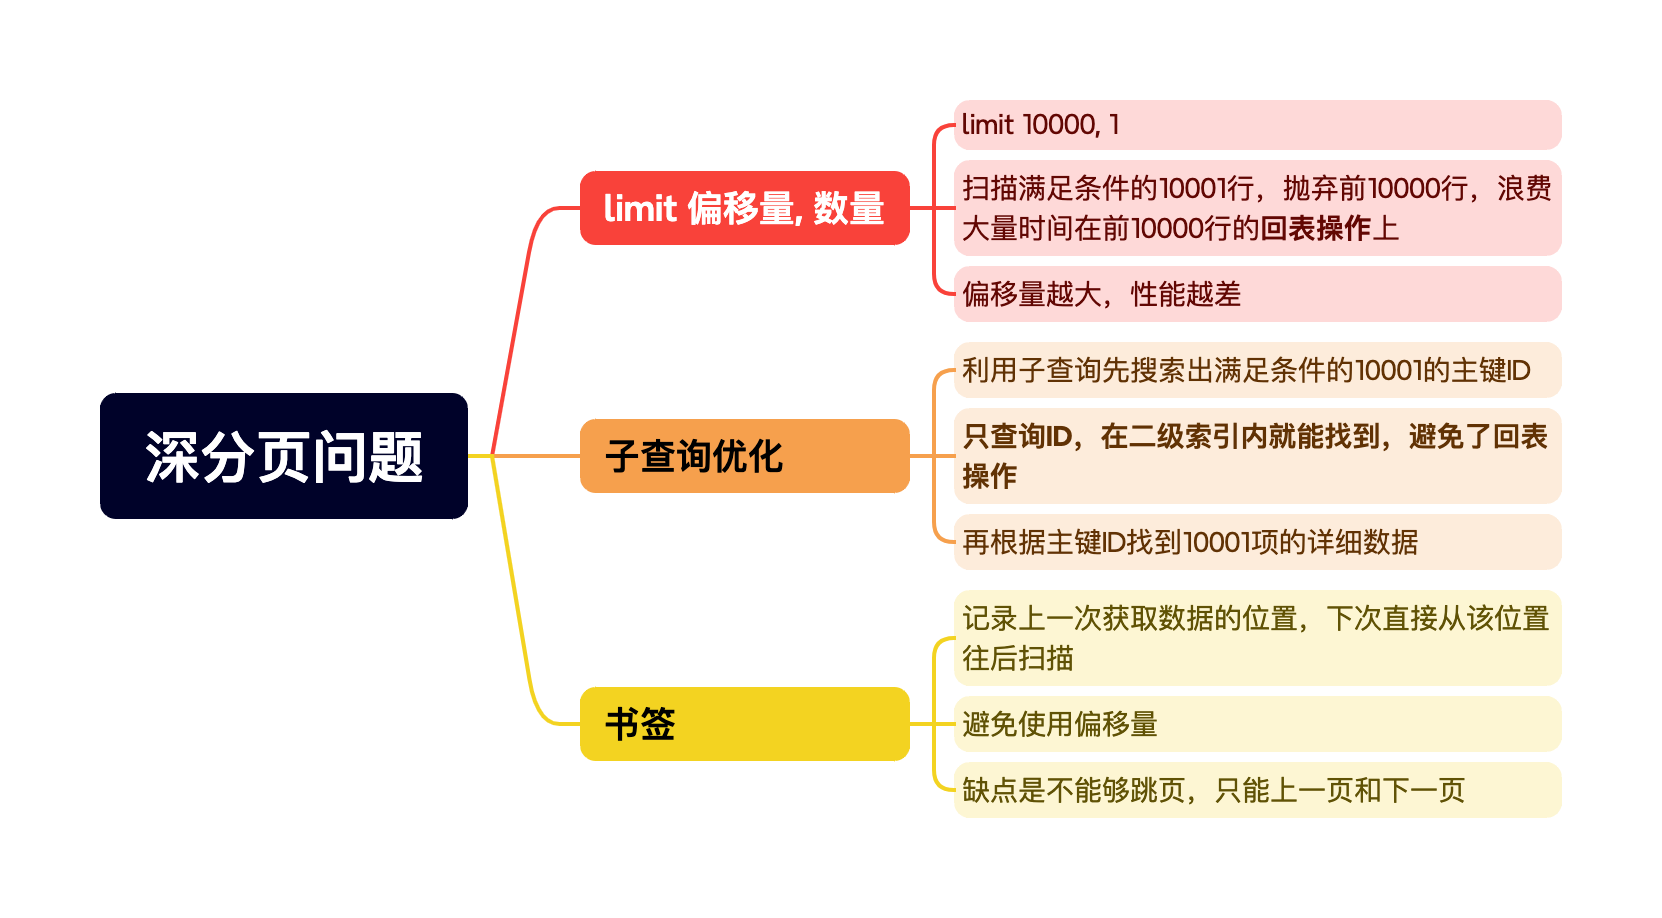 深分页问题
limit 偏移量, 数量
limit 10000, 1
扫描满足条件的10001行，抛弃前10000行，浪费
大量时间在前10000行的回表操作上
偏移量越大，性能越差
子查询优化
利用子查询先搜索出满足条件的10001的主键ID
只查询ID，在二级索引内就能找到，避免了回表
操作
再根据主键ID找到10001项的详细数据
书签
记录上一次获取数据的位置，下次直接从该位置
往后扫描
避免使用偏移量
缺点是不能够跳页，只能上一页和下一页